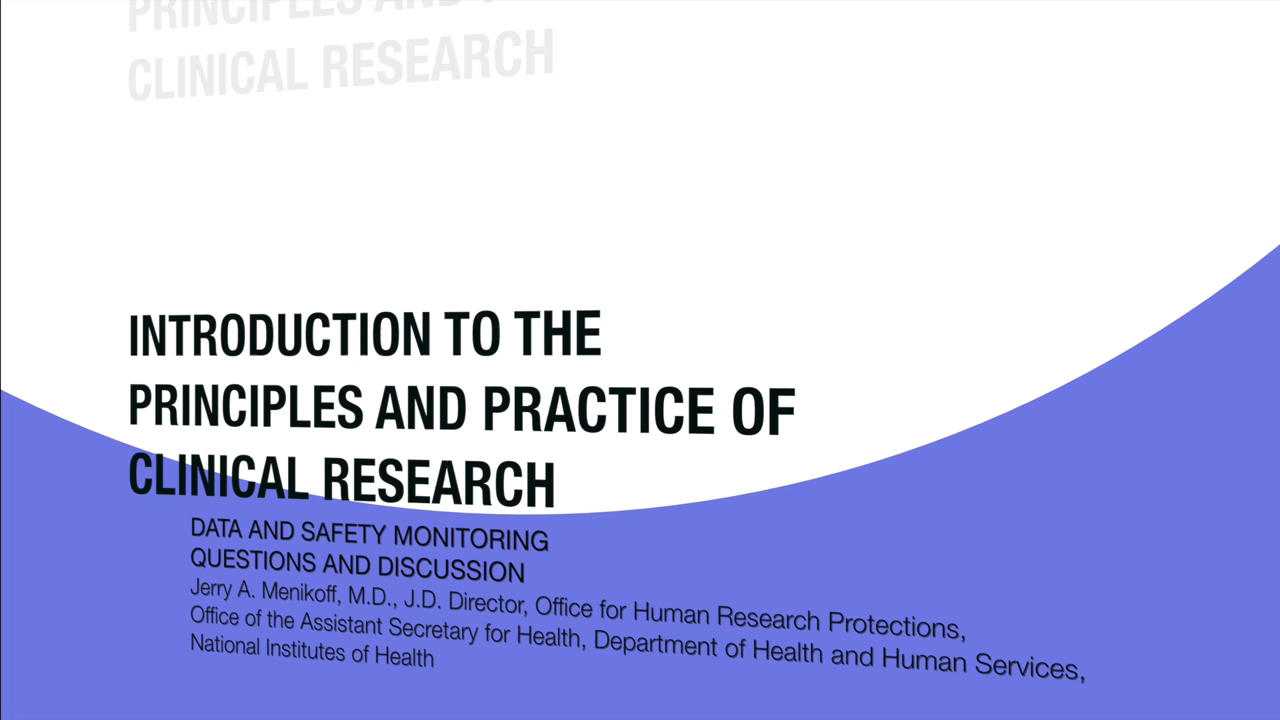 PRINCIPLES AND
CLINICAL RESEARCH
INTRODUCTION TO THE
PRINCIPLES AND PRACTICE OF
CLINICAL RESEARCH
DATA AND SAFETY MONITORING
QUESTIONS AND DISCUSSION
Jerry A. Menikoff, M.D., J.D. Director, Office for Human Research Protections,
Office of the Assistant Secretary for Health, Department of Health and Human Services,
National Institutes of Health